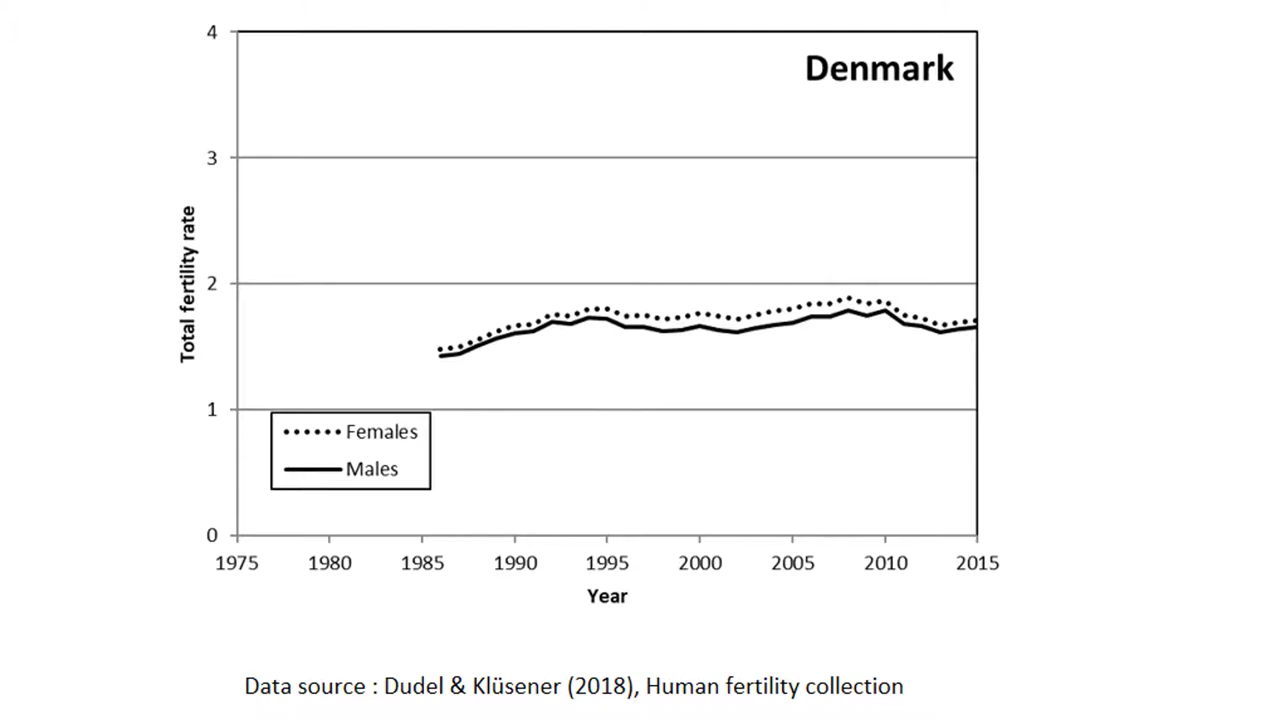 Denmark
4
3
2
1
0
Total fertility rate
Females
Males
1975 1980 1985 1990 1995 2000 2005 2010 2015
Year
Data source : Dudel & Klüsener (2018), Human fertility collection